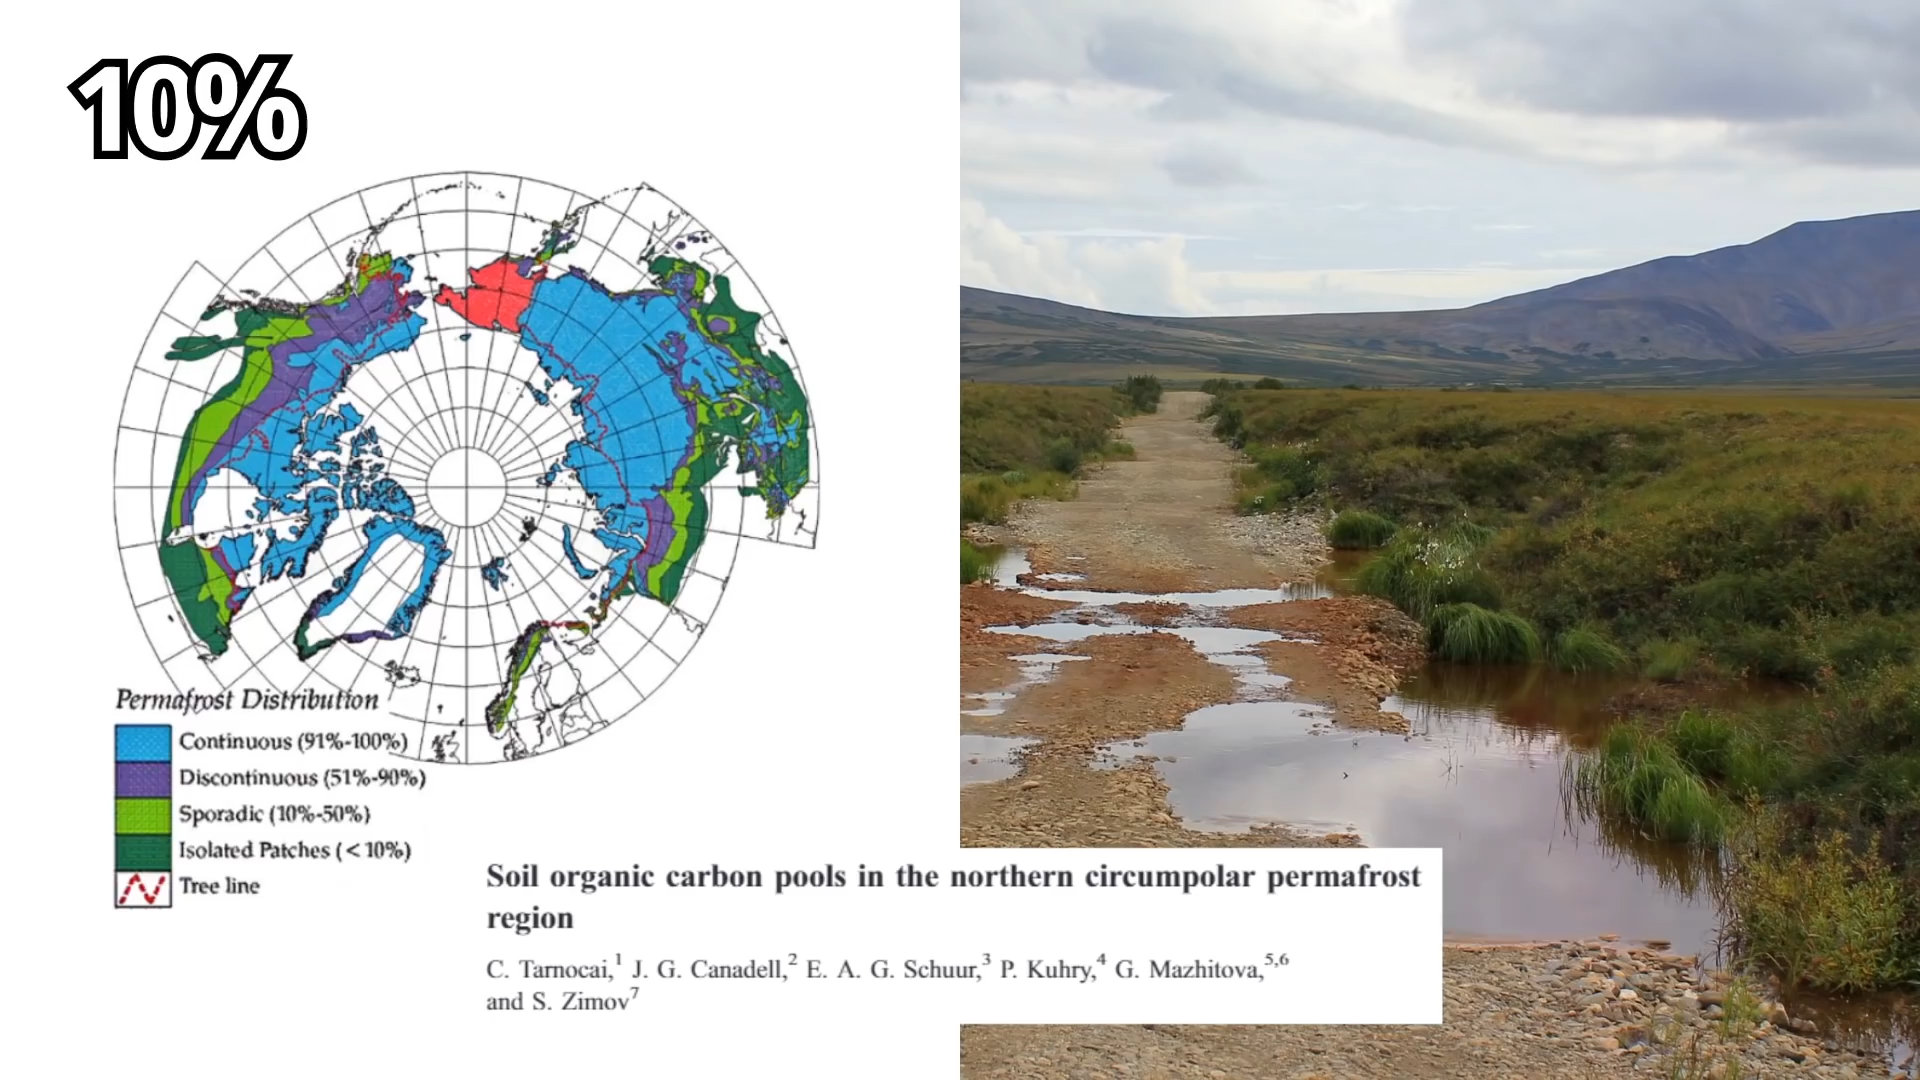 10%
Permafrost Distribution
Continuous (91%-100%)
Discontinuous (51%-90%)
Sporadic (10%-50%)
Isolated Patches (< 10%)
Tree line
Soil organic carbon pools in the northern circumpolar permafrost
region
C. Tarnocai,1 J. G. Canadell,2 E. A. G. Schuur,3 P. Kuhry,4 G. Mazhitova,5,6
and S. Zimov7